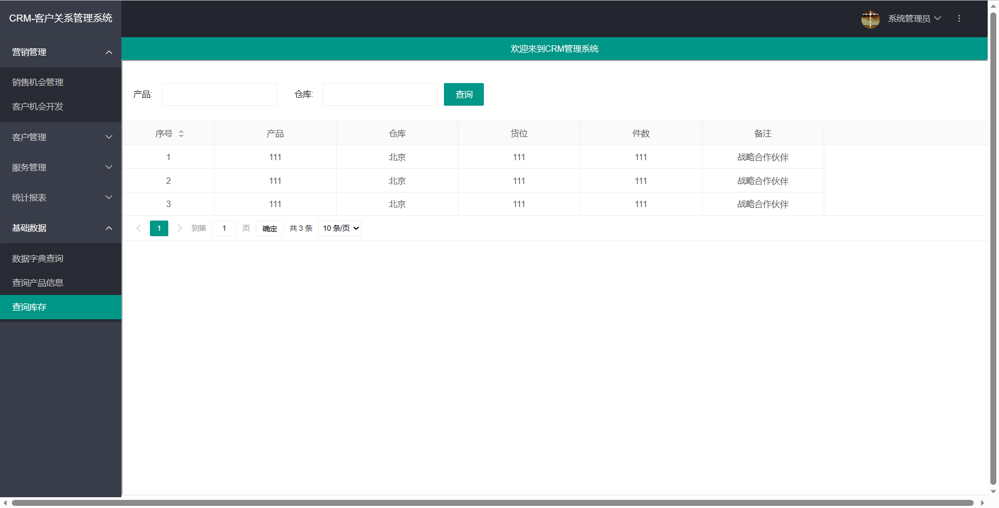 CRM-客户关系管理系统
系统管理员
营销管理
销售机会管理
客户机会开发
客户管理
服务管理
统计报表
基础数据
数据字典查询
查询产品信息
查询库存
欢迎来到CRM管理系统
产品: 仓库: 查询
序号 产品 仓库 货位 件数 备注
1 111 北京 111 111 战略合作伙伴
2 111 北京 111 111 战略合作伙伴
3 111 北京 111 111 战略合作伙伴
1 到第 1 页 确定 共 3 条 10 条/页